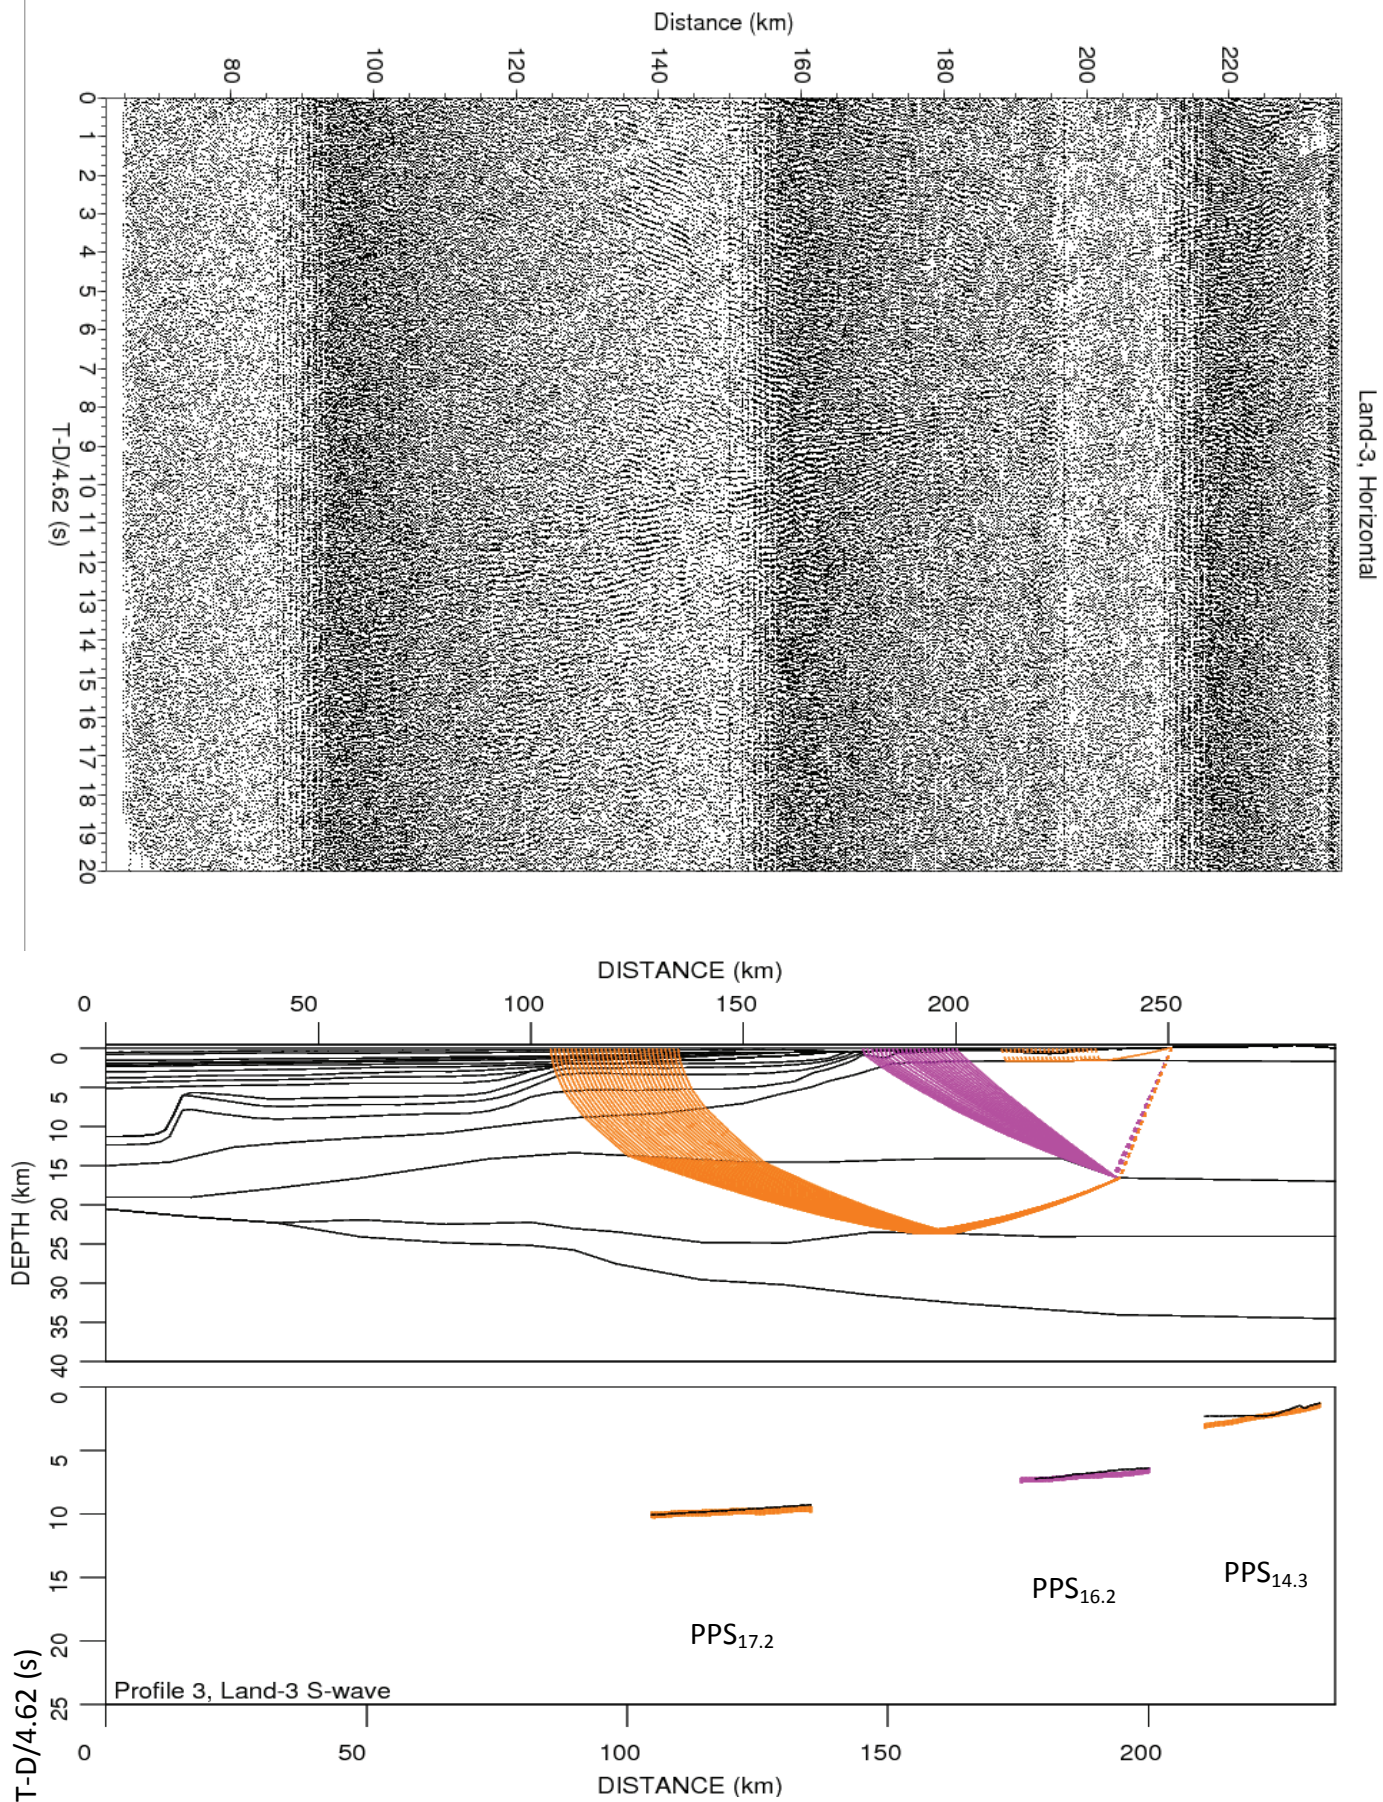 Distance (km)
80 100 120 140 160 180 200 220
0
1
2
3
4
5
6
7
8
9
10
11
12
13
14
15
16
17
18
19
20
T-D/4.62 (s)
Land-3, Horizontal
DISTANCE (km)
0 50 100 150 200 250
0
5
10
15
20
25
30
35
40
DEPTH (km)
0
5
10
15
20
25
T-D/4.62 (s)
PPS14.3
PPS16.2
PPS17.2
Profile 3, Land-3 S-wave
0 50 100 150 200
DISTANCE (km)